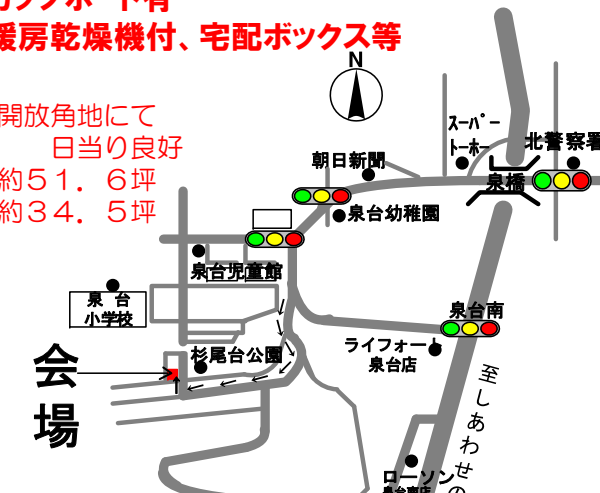 暖房乾燥機付、宅配ボックス等
開放角地にて
日当り良好
約５１．６坪
約３４．５坪
N
スーパー
トーホー
北警察署
朝日新聞
泉橋
泉台幼稚園
泉台児童館
泉台
小学校
泉台南
ライフォート
泉台店
杉尾台公園
会場
至しあわせの
ローソン
泉台南店